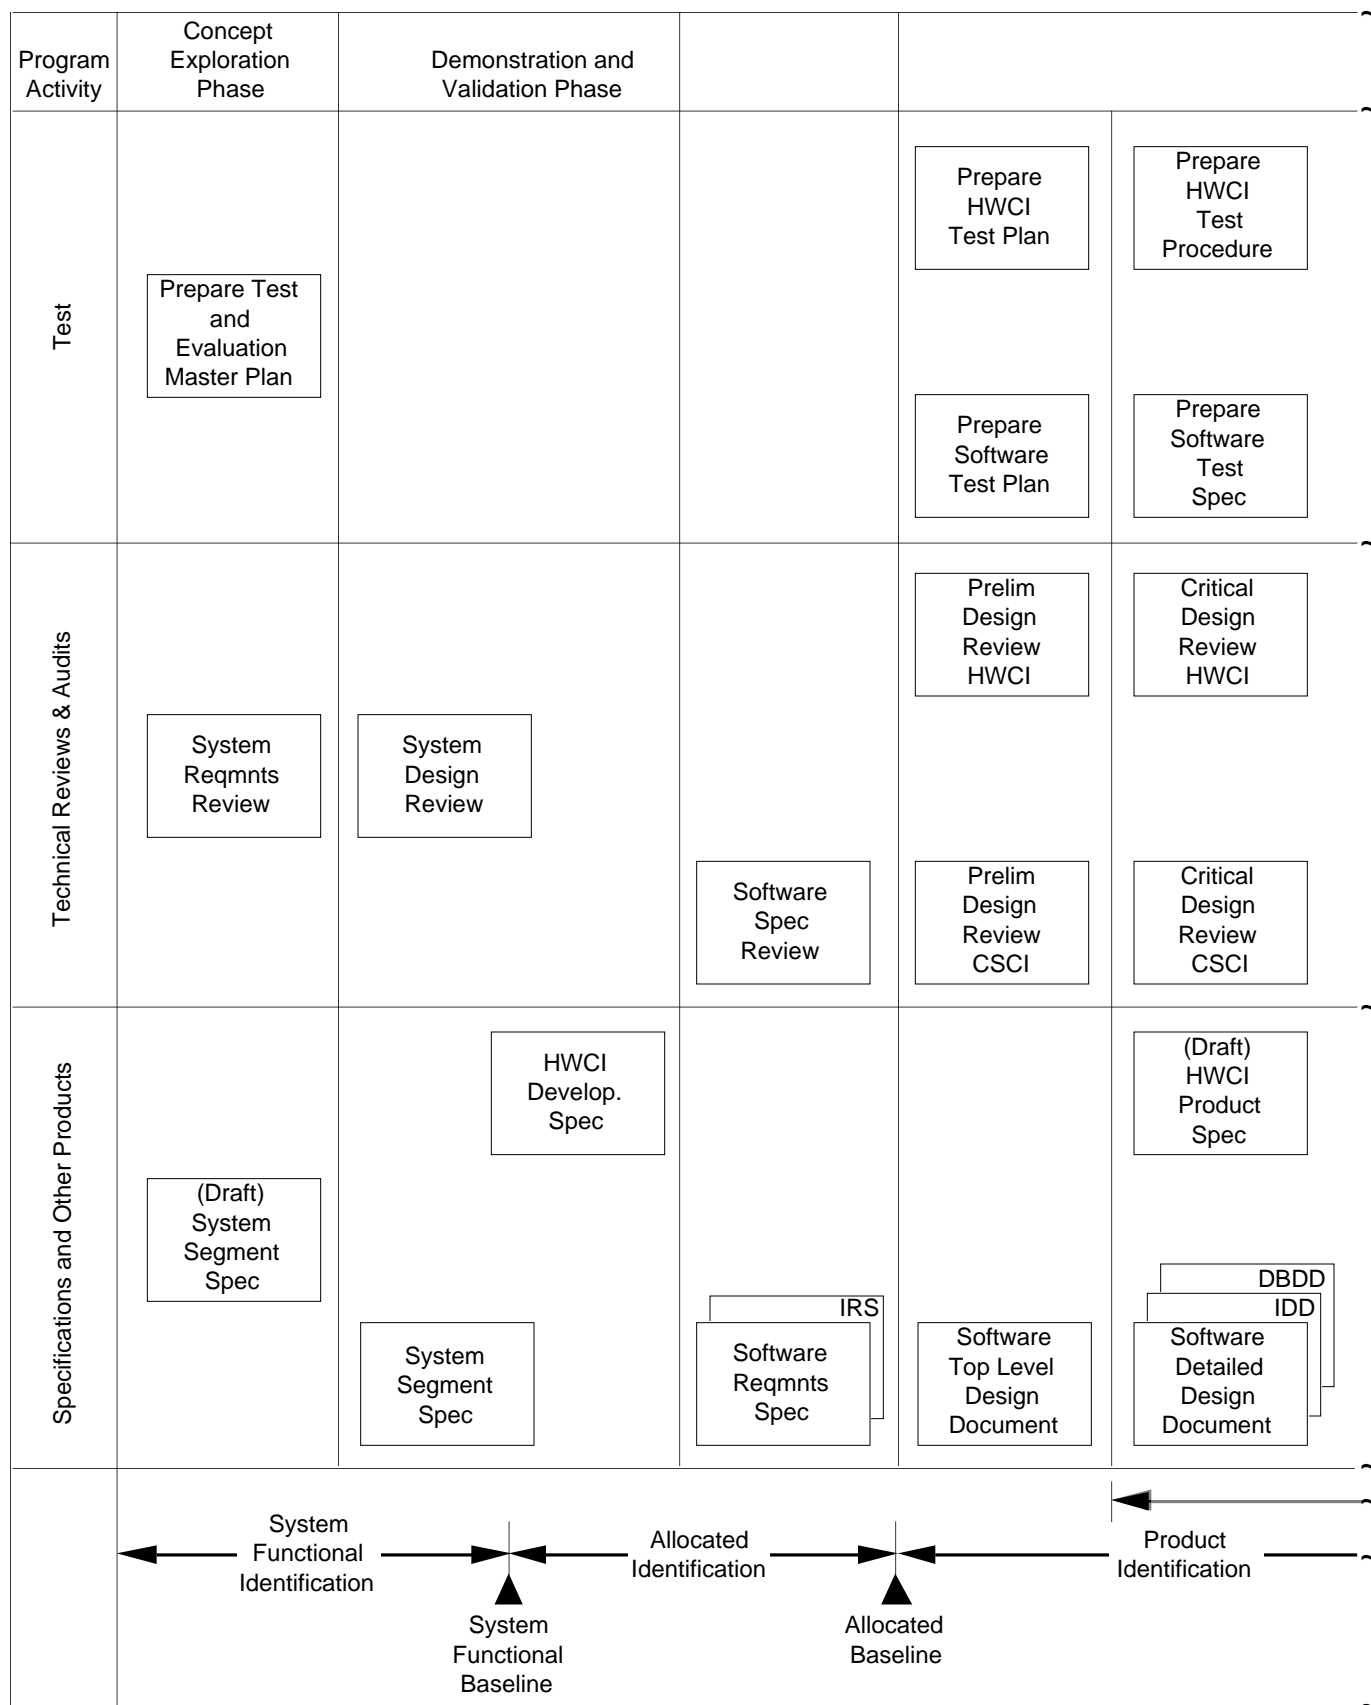 Program
Activity
Concept
Exploration
Phase
Demonstration and
Validation Phase
Test
Prepare Test
and
Evaluation
Master Plan
Prepare
HWCI
Test Plan
Prepare
HWCI
Test
Procedure
Prepare
Software
Test Plan
Prepare
Software
Test
Spec
Technical Reviews & Audits
System
Reqmnts
Review
System
Design
Review
Software
Spec
Review
Prelim
Design
Review
HWCI
Critical
Design
Review
HWCI
Prelim
Design
Review
CSCI
Critical
Design
Review
CSCI
Specifications and Other Products
(Draft)
System
Segment
Spec
HWCI
Develop.
Spec
System
Segment
Spec
IRS
Software
Reqmnts
Spec
Software
Top Level
Design
Document
(Draft)
HWCI
Product
Spec
DBDD
IDD
Software
Detailed
Design
Document
System
Functional
Identification
Allocated
Identification
Product
Identification
System
Functional
Baseline
Allocated
Baseline